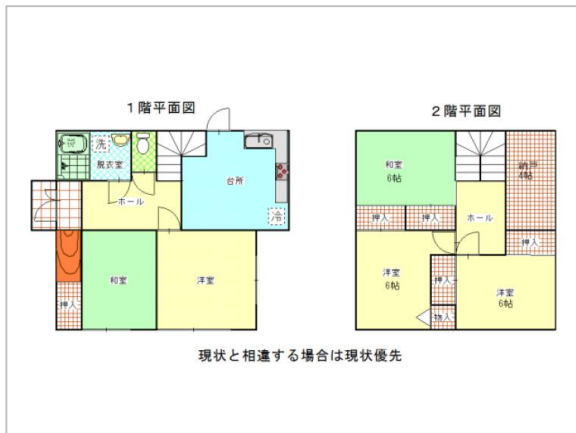 1階平面図
2階平面図
洗
脱衣室
台所
ホール
冷
和室
洋室
押入
和室
6帖
納戸
4帖
押入
押入
ホール
押入
洋室
6帖
押入
洋室
6帖
物入
現状と相違する場合は現状優先